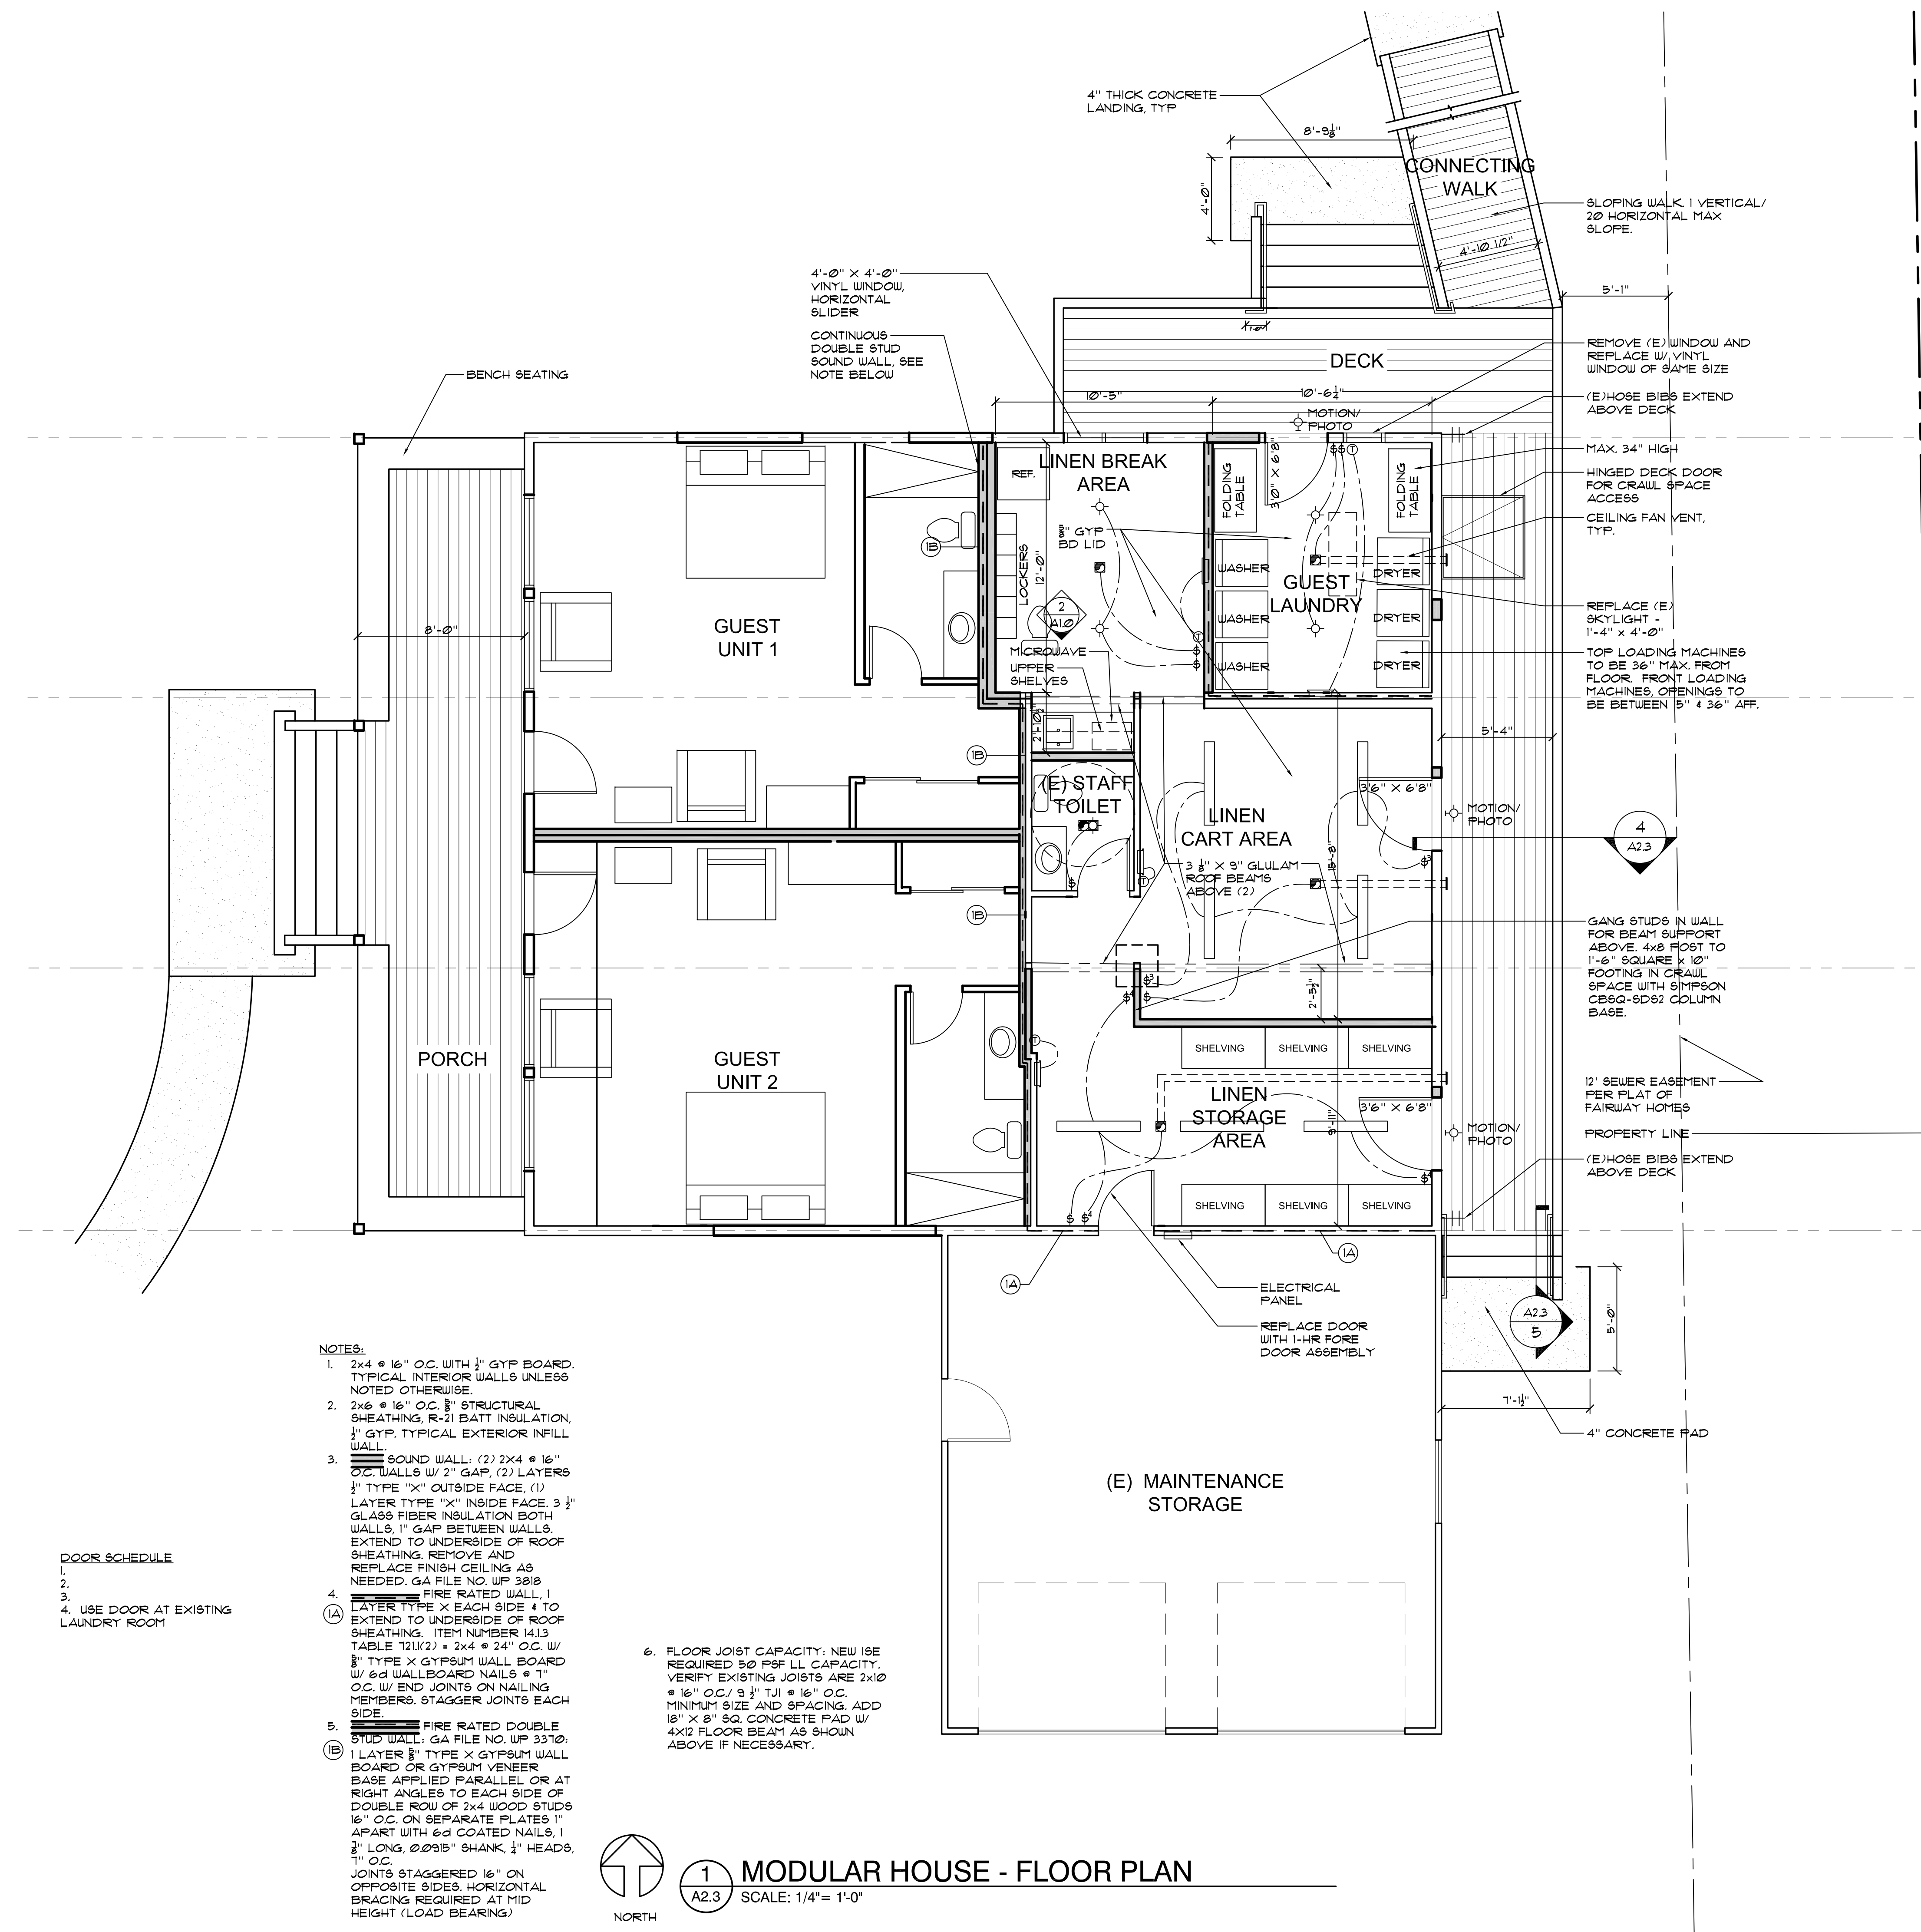 4" THICK CONCRETE
LANDING, TYP
8'-9⅛"
4'-0"
CONNECTING
WALK
SLOPING WALK. 1 VERTICAL/
20 HORIZONTAL MAX
SLOPE.
4'-10 1/2"
5'-1"
4'-0" X 4'-0"
VINYL WINDOW,
HORIZONTAL
SLIDER
CONTINUOUS
DOUBLE STUD
SOUND WALL, SEE
NOTE BELOW
BENCH SEATING
DECK
REMOVE (E) WINDOW AND
REPLACE W/ VINYL
WINDOW OF SAME SIZE
(E)HOSE BIBS EXTEND
ABOVE DECK
MAX. 34" HIGH
HINGED DECK DOOR
FOR CRAWL SPACE
ACCESS
CEILING FAN VENT,
TYP.
REPLACE (E)
SKYLIGHT -
1'-4" x 4'-0"
TOP LOADING MACHINES
TO BE 36" MAX. FROM
FLOOR. FRONT LOADING
MACHINES, OPENINGS TO
BE BETWEEN 15" & 36" AFF.
10'-5"
10'-6¼"
MOTION/
PHOTO
LINEN BREAK
AREA
REF.
LOCKERS
12'-0"
⅝" GYP
BD LID
FOLDING
TABLE
3'0" X 6'8"
FOLDING
TABLE
WASHER
WASHER
WASHER
GUEST
LAUNDRY
DRYER
DRYER
DRYER
2
A1.0
MICROWAVE
UPPER
SHELVES
2'-10½"
8'-0"
GUEST
UNIT 1
1B
1B
1B
(E) STAFF
TOILET
LINEN
CART AREA
3'6" X 6'8"
MOTION/
PHOTO
5'-4"
4
A2.3
15'-8"
3 ⅛" X 9" GLULAM
ROOF BEAMS
ABOVE (2)
2'-5½"
GANG STUDS IN WALL
FOR BEAM SUPPORT
ABOVE. 4x8 POST TO
1'-6" SQUARE x 10"
FOOTING IN CRAWL
SPACE WITH SIMPSON
CBSQ-SDS2 COLUMN
BASE.
PORCH
GUEST
UNIT 2
SHELVING SHELVING SHELVING
LINEN
STORAGE
AREA
9'-11"
3'6" X 6'8"
MOTION/
PHOTO
SHELVING SHELVING SHELVING
12' SEWER EASEMENT
PER PLAT OF
FAIRWAY HOMES
PROPERTY LINE
(E)HOSE BIBS EXTEND
ABOVE DECK
1A
1A
ELECTRICAL
PANEL
REPLACE DOOR
WITH 1-HR FORE
DOOR ASSEMBLY
A2.3
5
5'-0"
7'-1½"
4" CONCRETE PAD
(E) MAINTENANCE
STORAGE
NOTES:
1. 2x4 @ 16" O.C. WITH ½" GYP BOARD.
TYPICAL INTERIOR WALLS UNLESS
NOTED OTHERWISE.
2. 2x6 @ 16" O.C. ⅝" STRUCTURAL
SHEATHING, R-21 BATT INSULATION,
½" GYP. TYPICAL EXTERIOR INFILL
WALL.
3. SOUND WALL: (2) 2X4 @ 16"
O.C. WALLS W/ 2" GAP, (2) LAYERS
½" TYPE "X" OUTSIDE FACE, (1)
LAYER TYPE "X" INSIDE FACE. 3 ½"
GLASS FIBER INSULATION BOTH
WALLS, 1" GAP BETWEEN WALLS.
EXTEND TO UNDERSIDE OF ROOF
SHEATHING. REMOVE AND
REPLACE FINISH CEILING AS
NEEDED. GA FILE NO. WP 3818
4. FIRE RATED WALL, 1
1A LAYER TYPE X EACH SIDE & TO
EXTEND TO UNDERSIDE OF ROOF
SHEATHING. ITEM NUMBER 14.1.3
TABLE 721.1(2) = 2x4 @ 24" O.C. W/
⅝" TYPE X GYPSUM WALL BOARD
W/ 6d WALLBOARD NAILS @ 7"
O.C. W/ END JOINTS ON NAILING
MEMBERS. STAGGER JOINTS EACH
SIDE.
5. FIRE RATED DOUBLE
STUD WALL: GA FILE NO. WP 3370:
1B 1 LAYER ⅝" TYPE X GYPSUM WALL
BOARD OR GYPSUM VENEER
BASE APPLIED PARALLEL OR AT
RIGHT ANGLES TO EACH SIDE OF
DOUBLE ROW OF 2x4 WOOD STUDS
16" O.C. ON SEPARATE PLATES 1"
APART WITH 6d COATED NAILS, 1
⅞" LONG, 0.0915" SHANK, ¼" HEADS,
7" O.C.
JOINTS STAGGERED 16" ON
OPPOSITE SIDES. HORIZONTAL
BRACING REQUIRED AT MID
HEIGHT (LOAD BEARING)
DOOR SCHEDULE
1.
2.
3.
4. USE DOOR AT EXISTING
LAUNDRY ROOM
6. FLOOR JOIST CAPACITY: NEW ISE
REQUIRED 50 PSF LL CAPACITY.
VERIFY EXISTING JOISTS ARE 2x10
@ 16" O.C./ 9 ½" TJI @ 16" O.C.
MINIMUM SIZE AND SPACING. ADD
18" X 8" SQ. CONCRETE PAD W/
4X12 FLOOR BEAM AS SHOWN
ABOVE IF NECESSARY.
NORTH
1
A2.3
MODULAR HOUSE - FLOOR PLAN
SCALE: 1/4"= 1'-0"